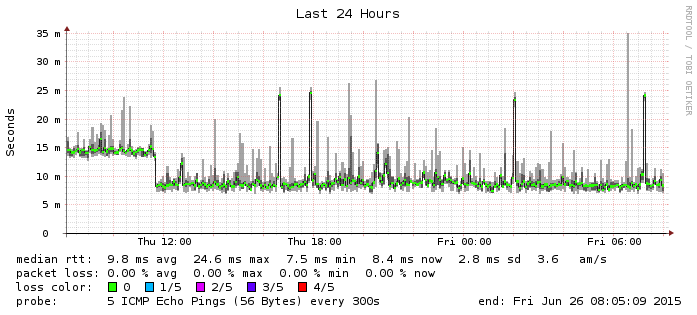 Last 24 Hours
RRDTOOL / TOBI OETIKER
Seconds
35 m
30 m
25 m
20 m
15 m
10 m
5 m
0
Thu 12:00 Thu 18:00 Fri 00:00 Fri 06:00
median rtt: 9.8 ms avg 24.6 ms max 7.5 ms min 8.4 ms now 2.8 ms sd 3.6 am/s
packet loss: 0.00 % avg 0.00 % max 0.00 % min 0.00 % now
loss color: 0 1/5 2/5 3/5 4/5
probe: 5 ICMP Echo Pings (56 Bytes) every 300s end: Fri Jun 26 08:05:09 2015